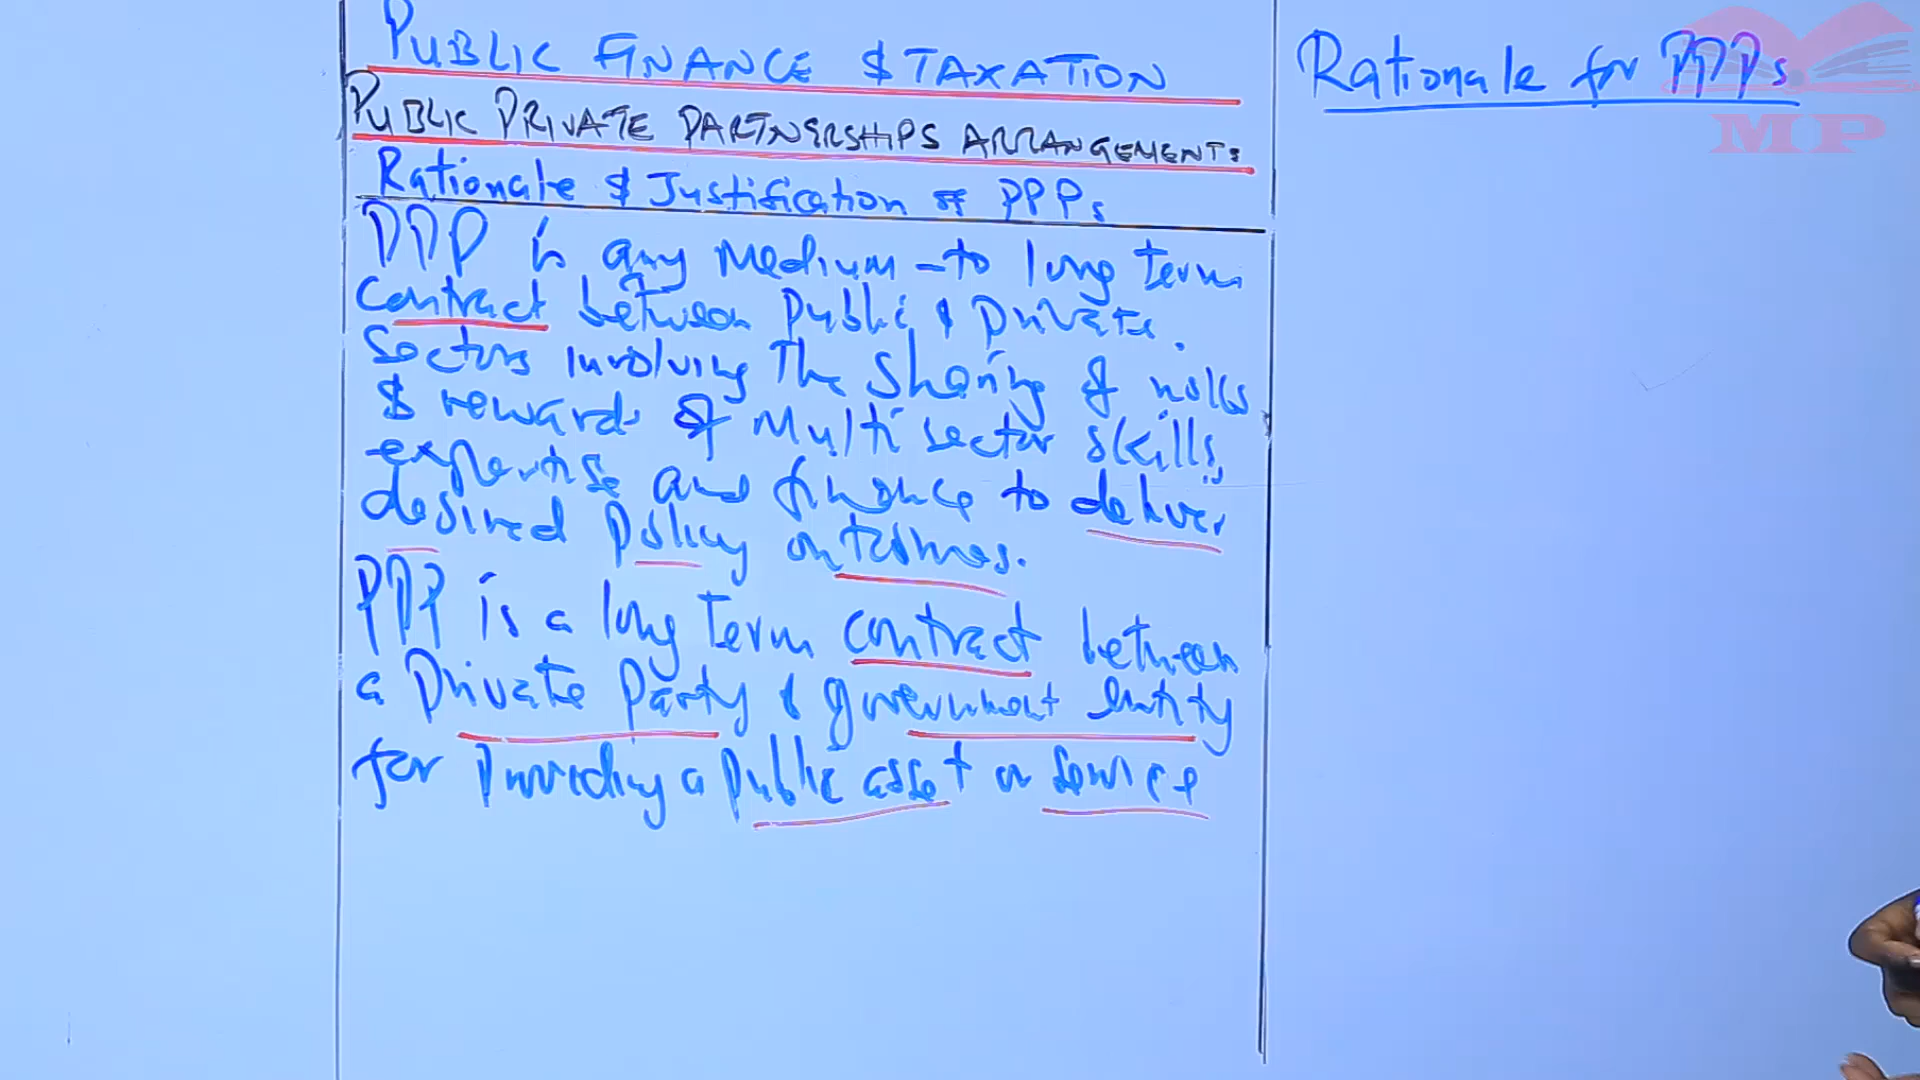 PUBLIC FINANCE & TAXATION
PUBLIC PRIVATE PARTNERSHIPS ARRANGEMENTS
Rationale & Justification of PPPs
PPP is any medium-to long term
contract between public & private
sectors involving the sharing of risks
& rewards of multi sector skills,
expertise and finance to deliver
desired policy outcomes.
PPP is a long term contract between
a private party & government entity
for providing a public asset or service
Rationale for PPPs
MP